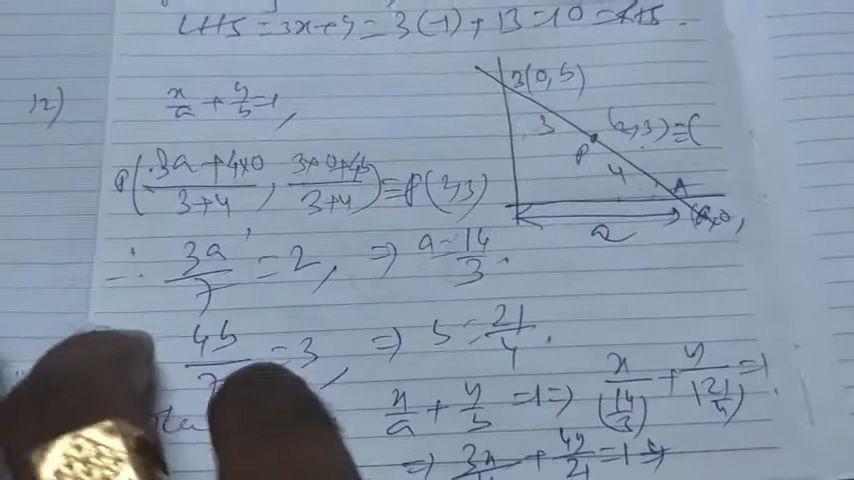 LHS = 3x+y = 3(-1) + 13 = 10 = RHS.
12)
x/a + y/b = 1,
B(0, b)
3
P
(2,3) = (
4
A
a
P(3a+4×0/3+4, 3×0+4b/3+4) = P(2,3)
∴ 3a/7 = 2, ⇒ a = 14/3.
4b/7 = 3, ⇒ b = 21/4.
x/a + y/b = 1 ⇒ x/(14/3) + y/(21/4) = 1.
⇒ 3x/14 + 4y/21 = 1 ⇒